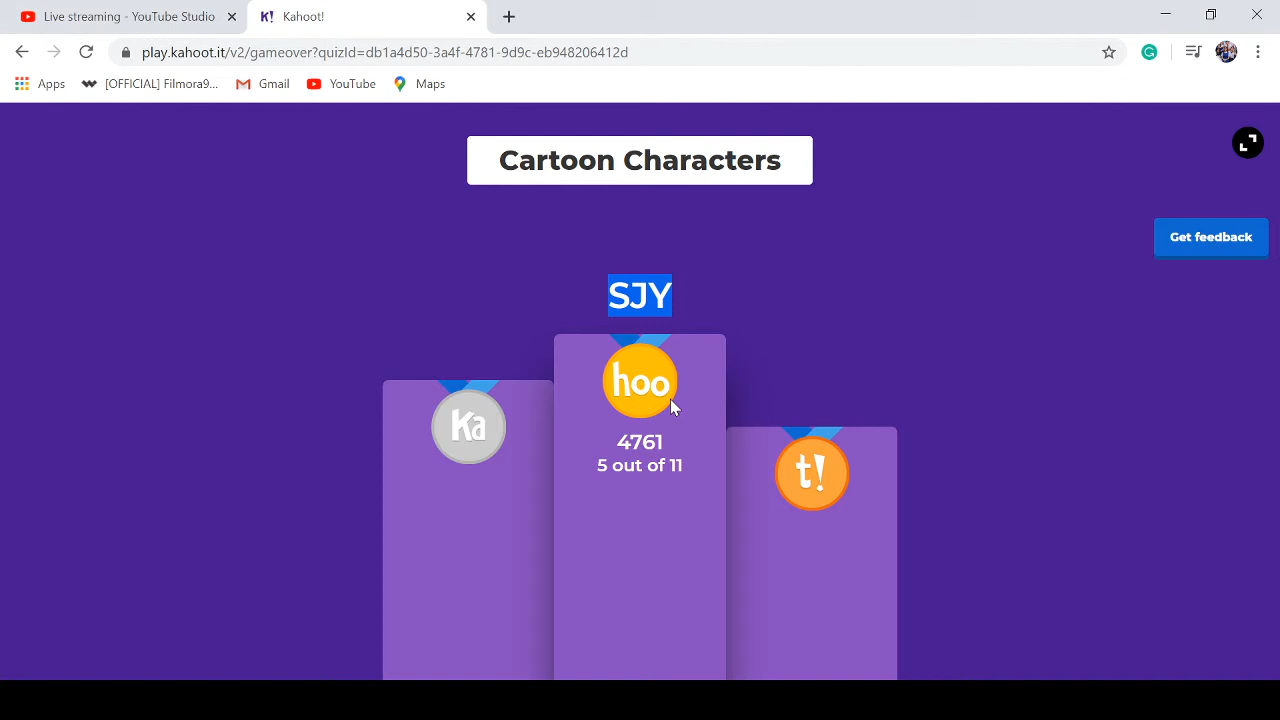 Live streaming - YouTube Studio
K! Kahoot!
play.kahoot.it/v2/gameover?quizId=db1a4d50-3a4f-4781-9d9c-eb948206412d
Apps [OFFICIAL] Filmora9... Gmail YouTube Maps
Cartoon Characters
Get feedback
SJY
hoo
Ka
4761
5 out of 11
t!